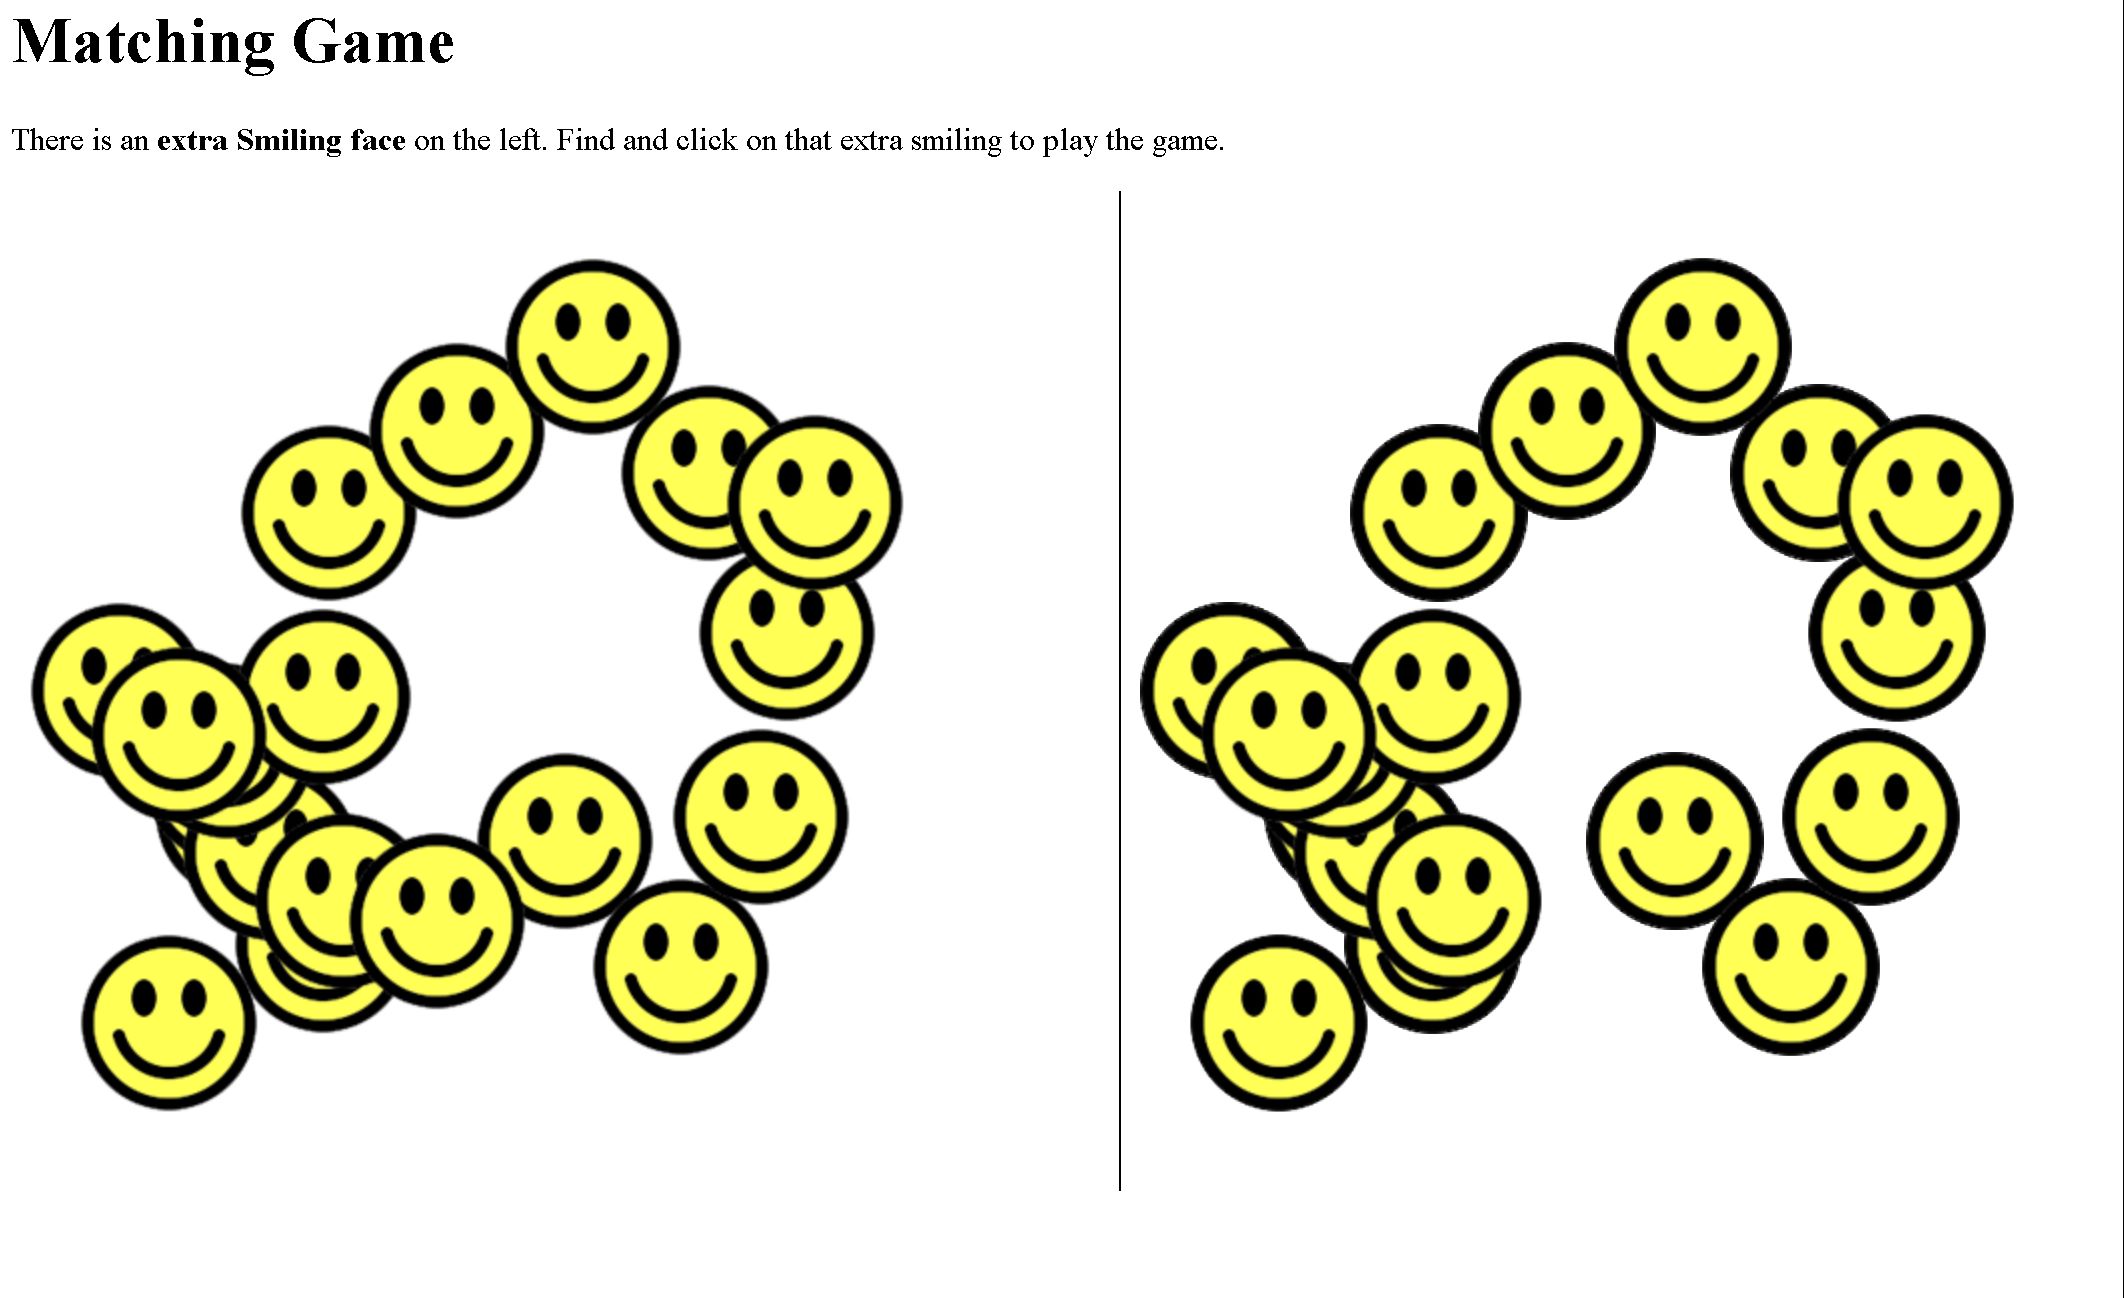 Matching Game
There is an extra Smiling face on the left. Find and click on that extra smiling to play the game.